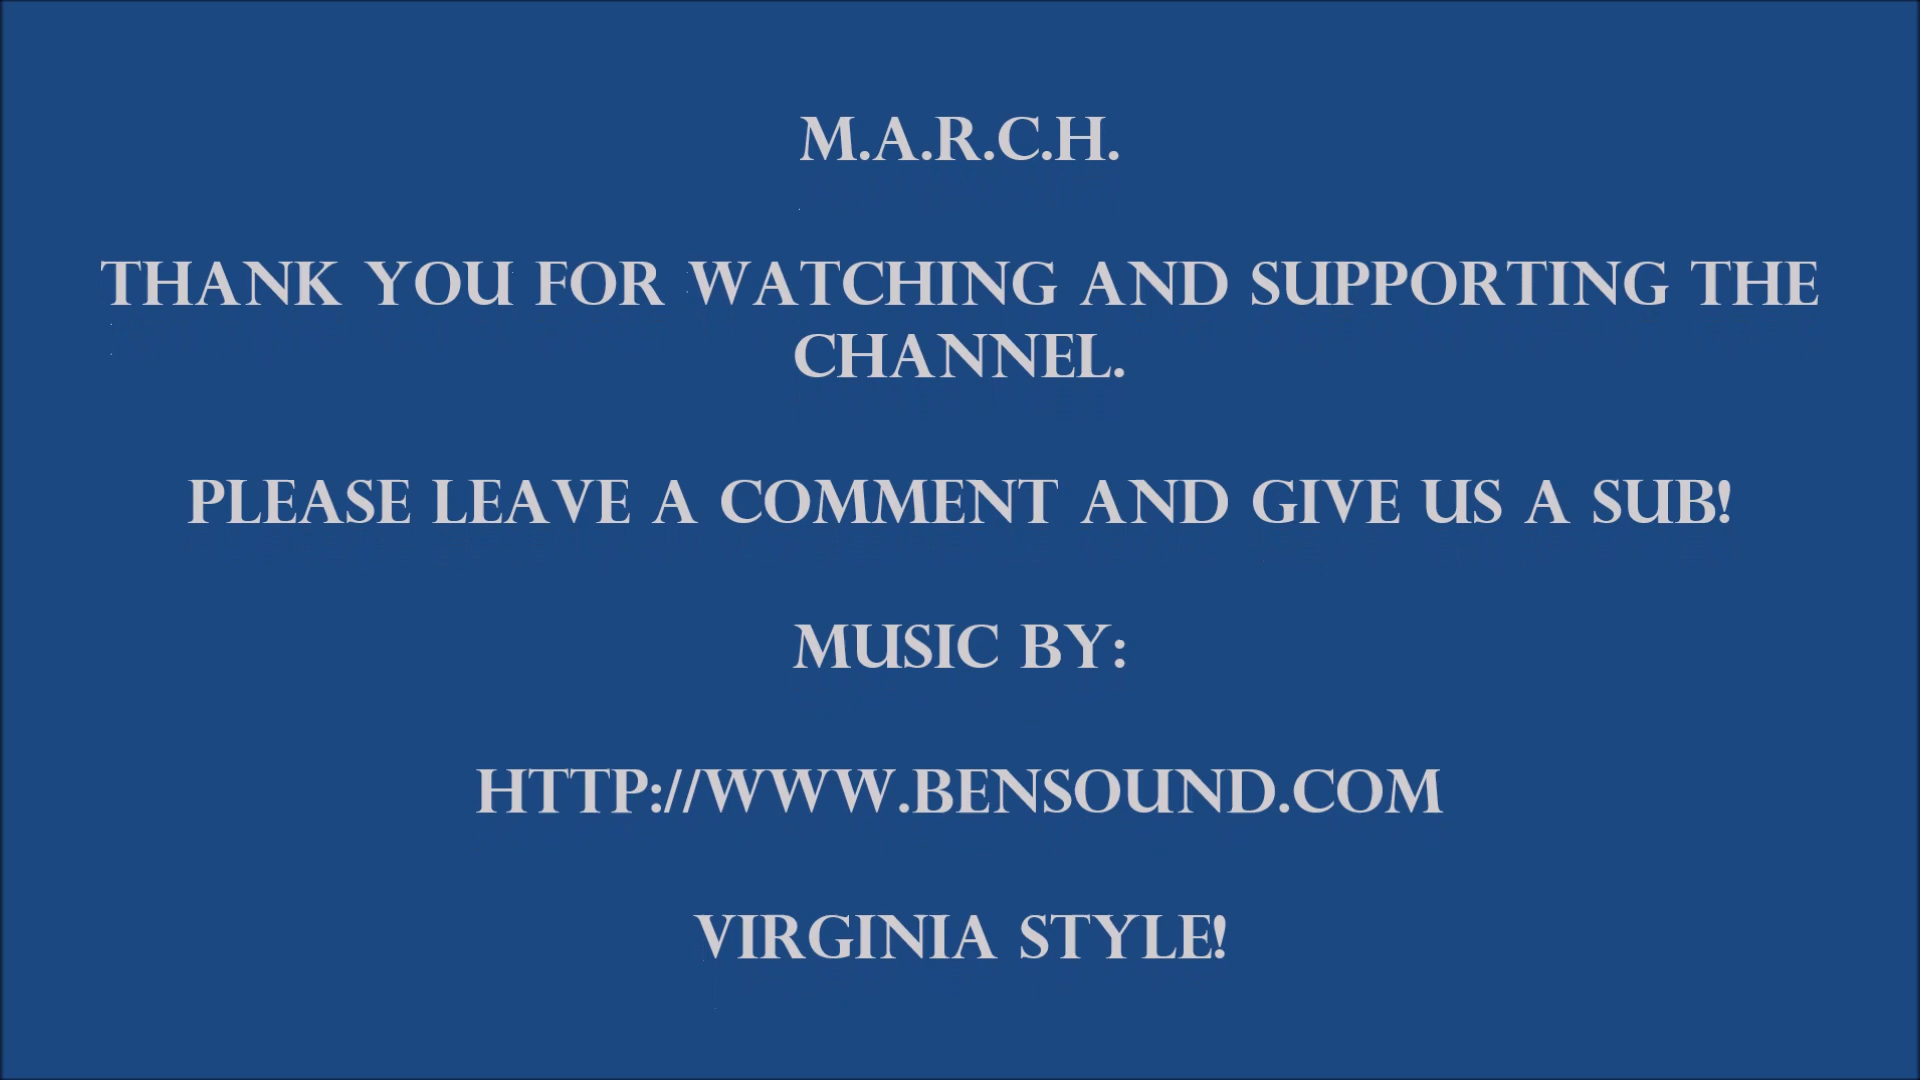 M.A.R.C.H.
THANK YOU FOR WATCHING AND SUPPORTING THE
CHANNEL.
PLEASE LEAVE A COMMENT AND GIVE US A SUB!
MUSIC BY:
HTTP://WWW.BENSOUND.COM
VIRGINIA STYLE!